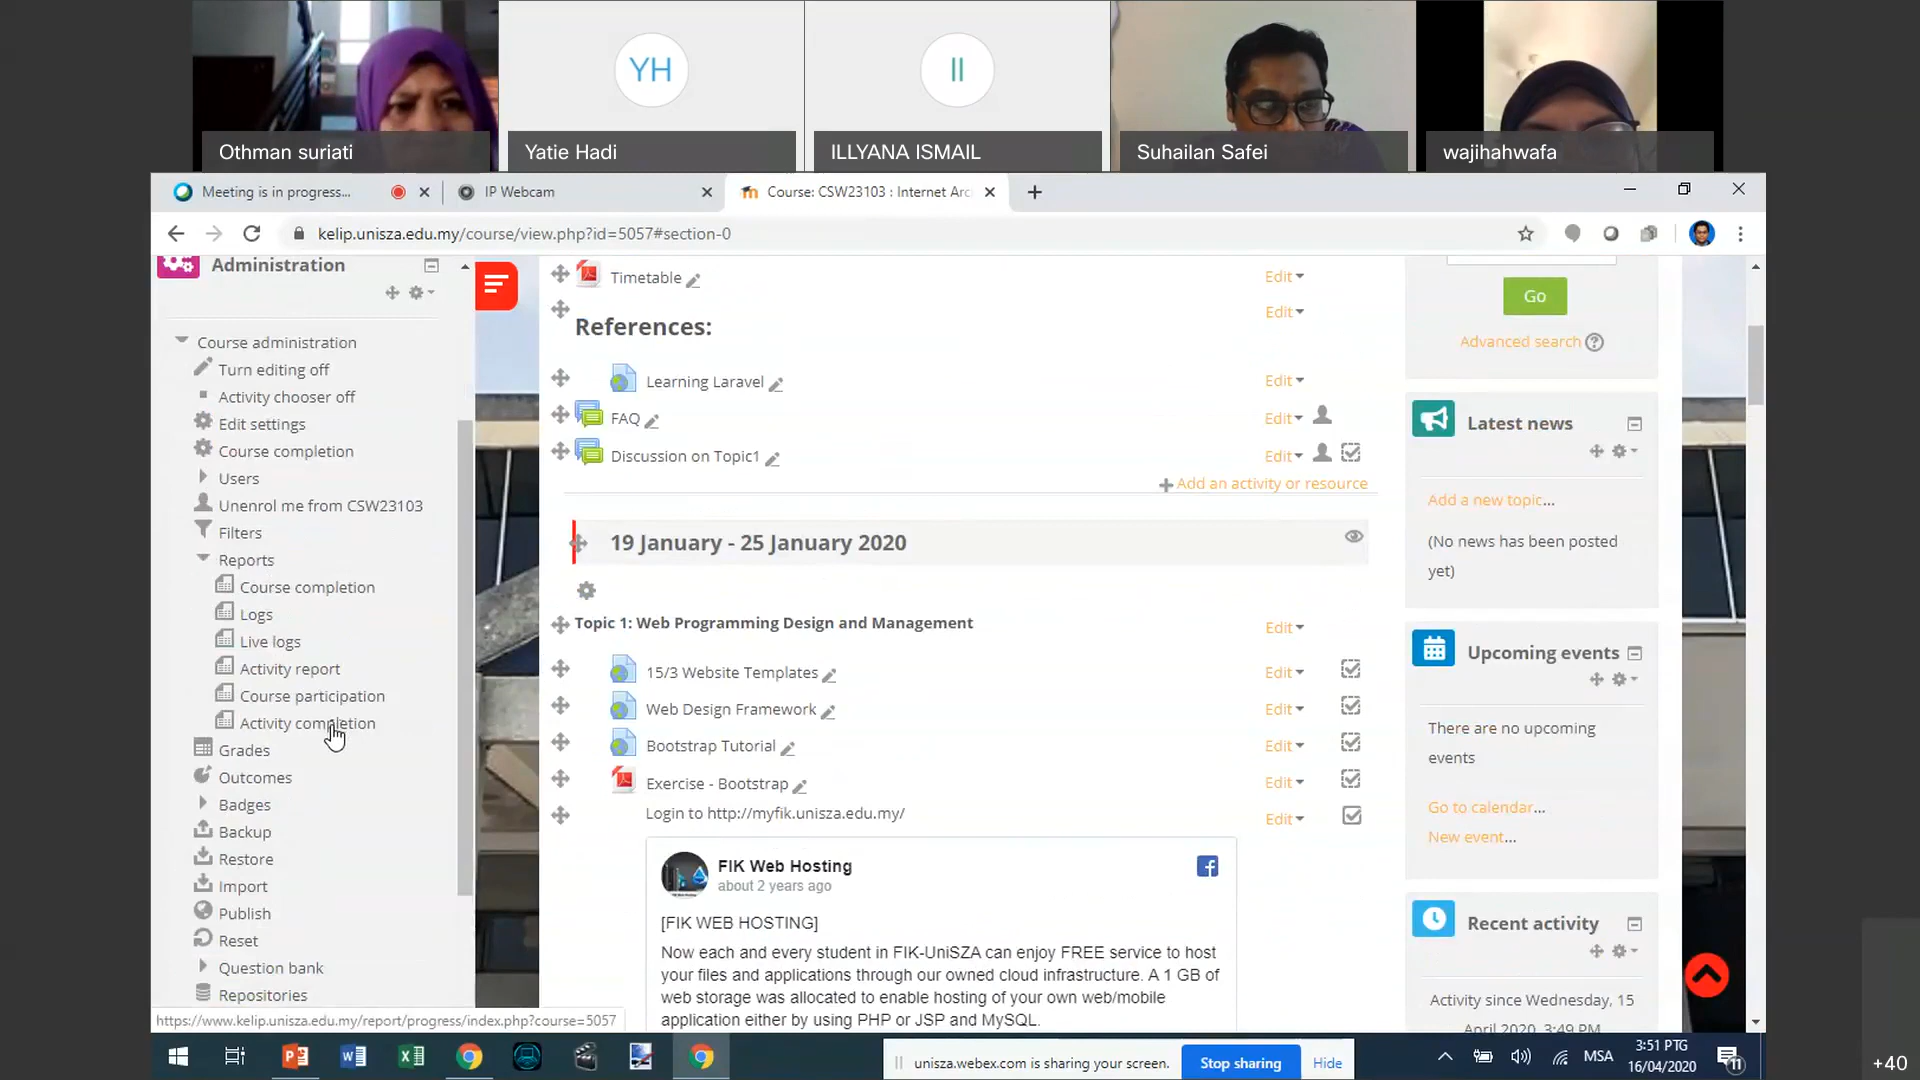 YH
II
Othman suriati
Yatie Hadi
ILLYANA ISMAIL
Suhailan Safei
wajihahwafa
Meeting is in progress...
IP Webcam
Course: CSW23103 : Internet Arc
kelip.unisza.edu.my/course/view.php?id=5057#section-0
Administration
Course administration
Turn editing off
Activity chooser off
Edit settings
Course completion
Users
Unenrol me from CSW23103
Filters
Reports
Course completion
Logs
Live logs
Activity report
Course participation
Activity completion
Grades
Outcomes
Badges
Backup
Restore
Import
Publish
Reset
Question bank
Repositories
https://www.kelip.unisza.edu.my/report/progress/index.php?course=5057
Timetable
Edit
Edit
References:
Learning Laravel
Edit
FAQ
Edit
Discussion on Topic1
Edit
Add an activity or resource
19 January - 25 January 2020
Topic 1: Web Programming Design and Management
Edit
15/3 Website Templates
Edit
Web Design Framework
Edit
Bootstrap Tutorial
Edit
Exercise - Bootstrap
Edit
Login to http://myfik.unisza.edu.my/
Edit
FIK Web Hosting
about 2 years ago
[FIK WEB HOSTING]
Now each and every student in FIK-UniSZA can enjoy FREE service to host
your files and applications through our owned cloud infrastructure. A 1 GB of
web storage was allocated to enable hosting of your own web/mobile
application either by using PHP or JSP and MySQL.
Go
Advanced search
Latest news
Add a new topic...
(No news has been posted
yet)
Upcoming events
There are no upcoming
events
Go to calendar...
New event...
Recent activity
Activity since Wednesday, 15
April 2020, 3:49 PM
unisza.webex.com is sharing your screen.
Stop sharing
Hide
MSA
3:51 PTG
16/04/2020
11
+40